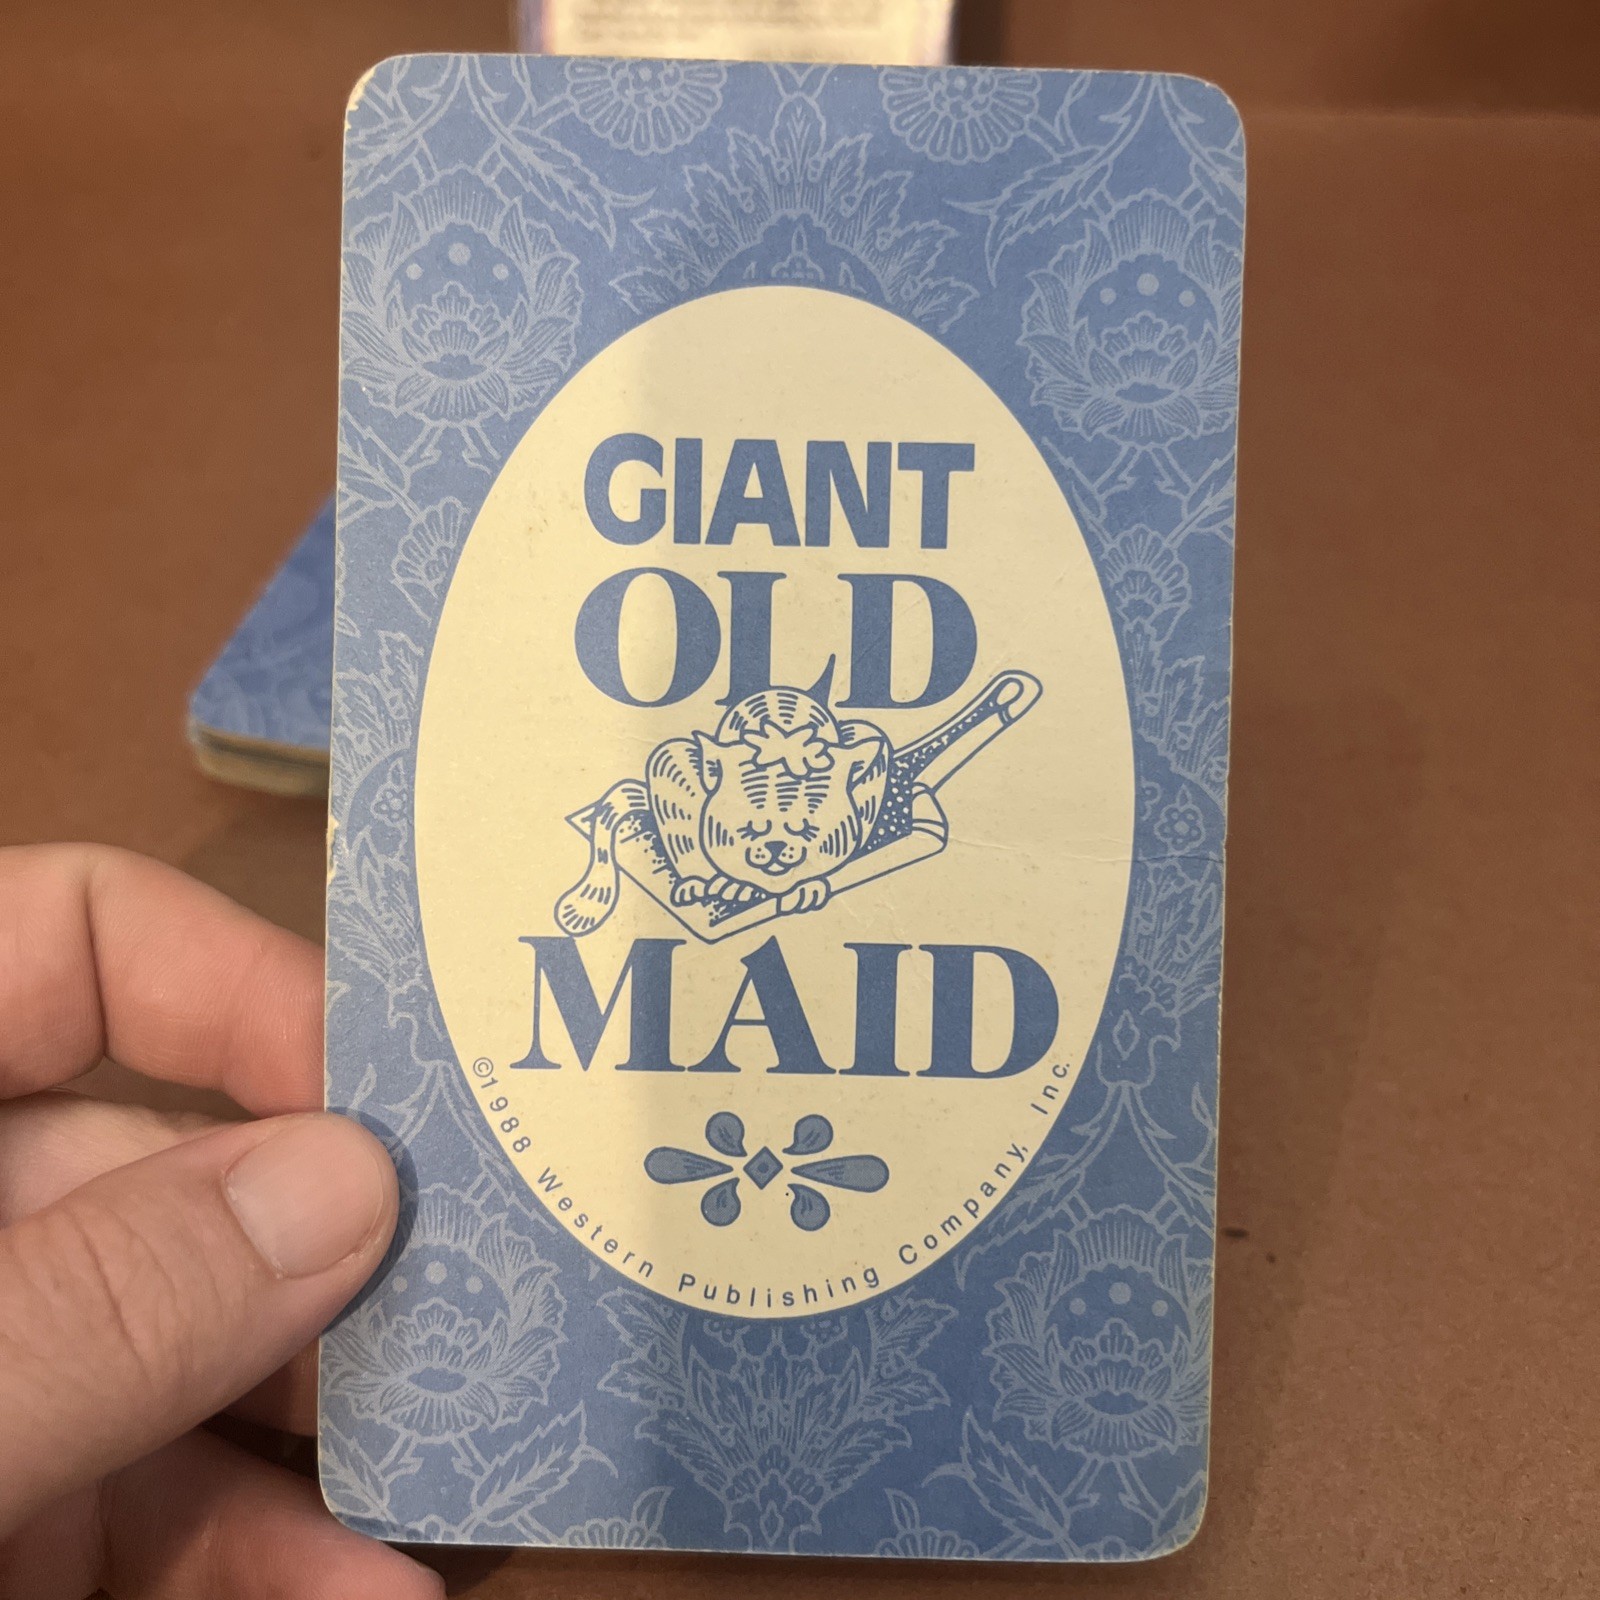 GIANT
OLD
MAID
©1988 Western Publishing Company, Inc.